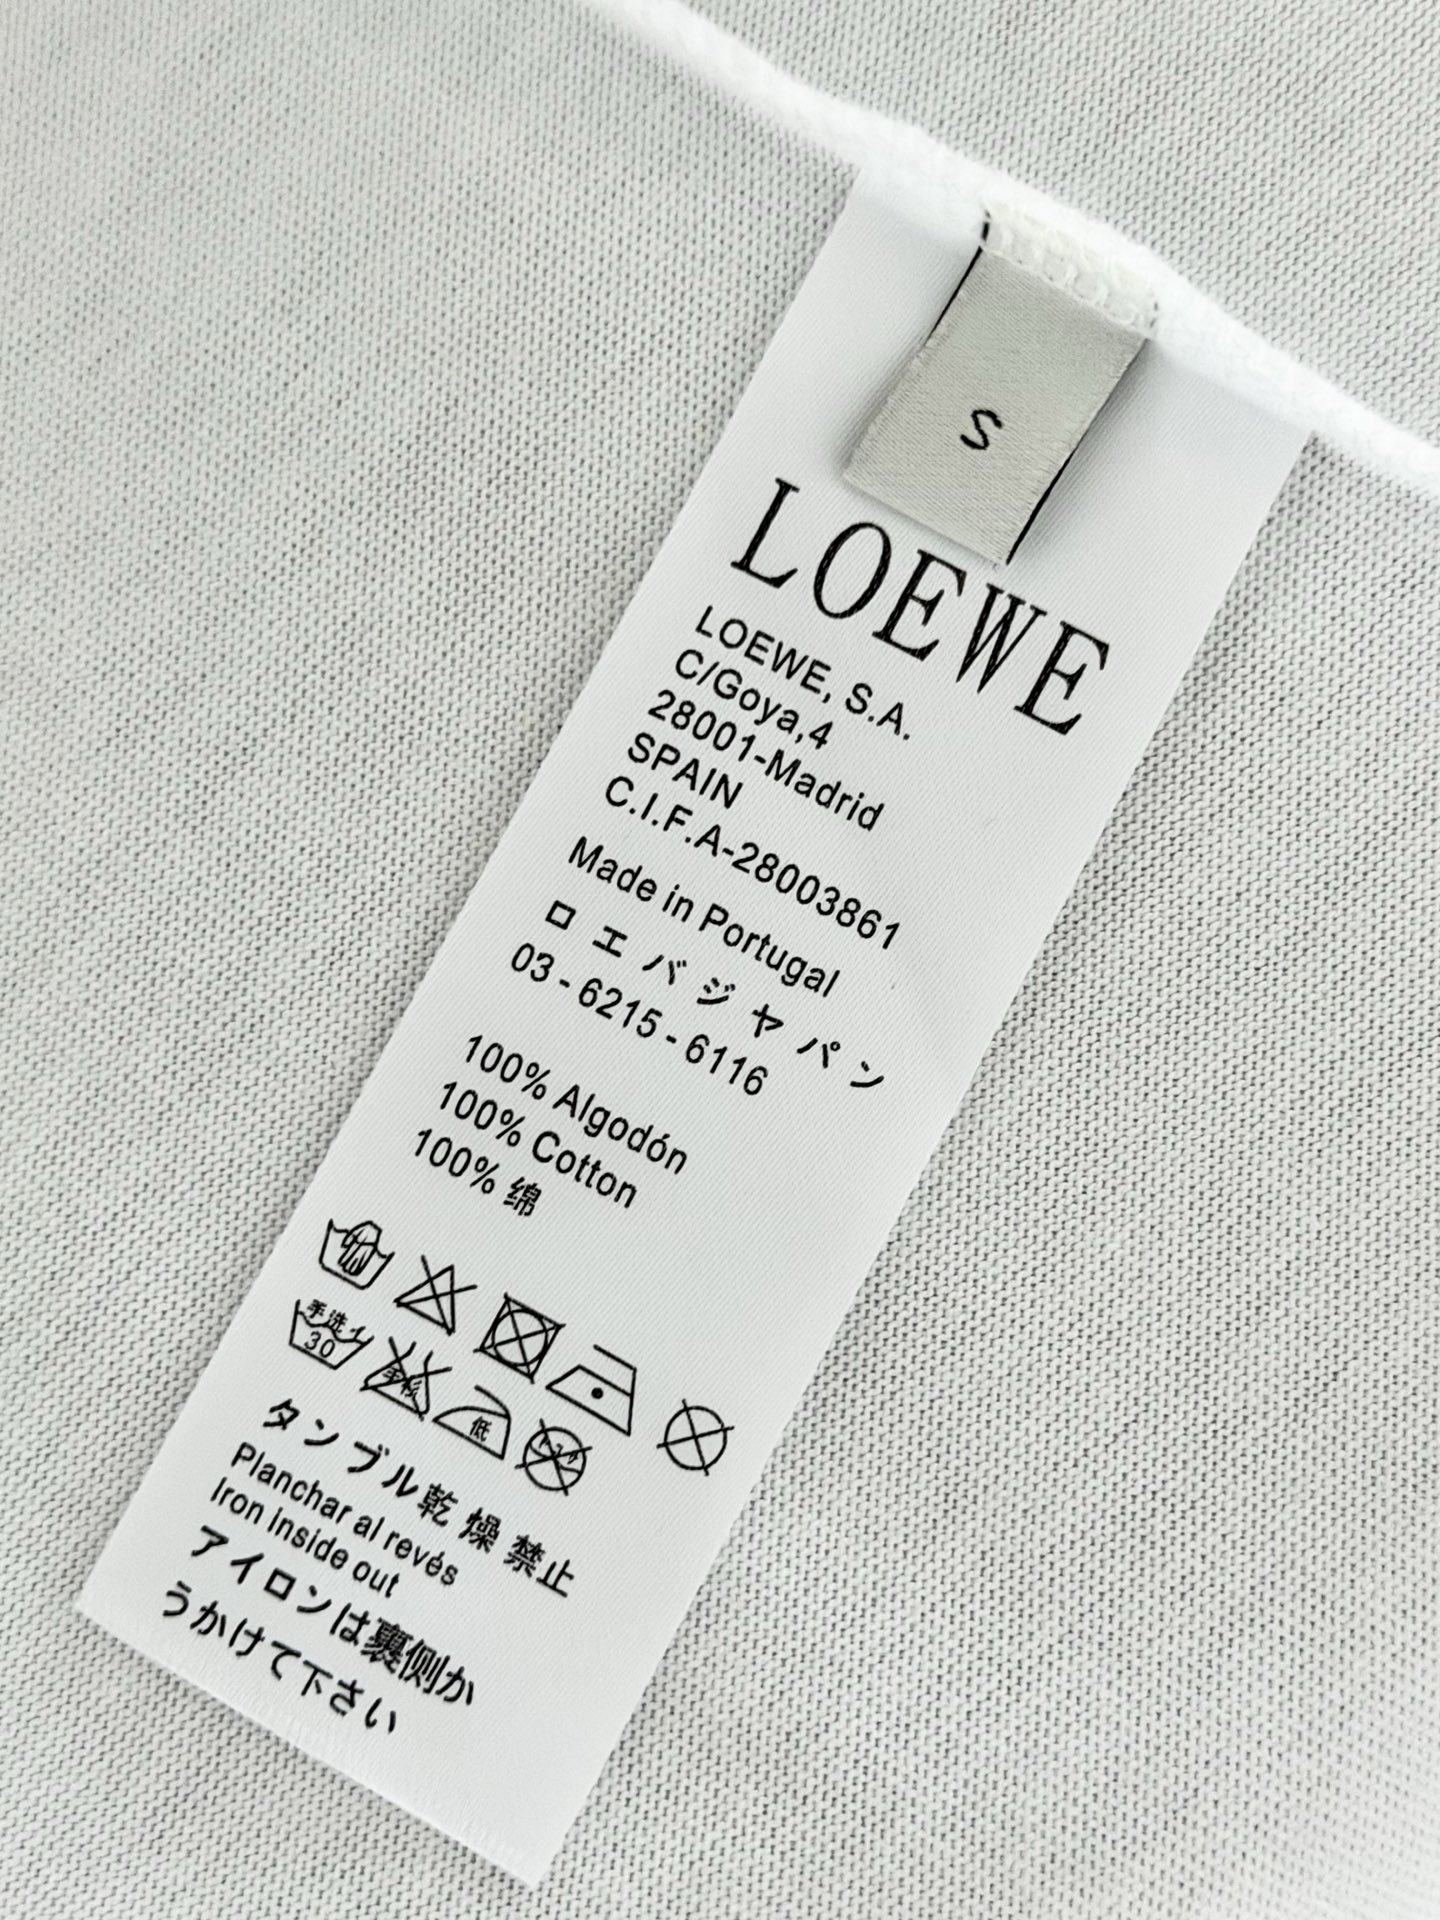 S
LOEWE
LOEWE, S.A.
C/Goya,4
28001-Madrid
SPAIN
C.I.F.A-28003861
Made in Portugal
ロエバジャパン
03-6215-6116
100% Algodón
100% Cotton
100% 绵
手洗イ
30
低
タンブル乾燥禁止
Planchar al revés
Iron inside out
アイロンは裏侧か
うかけて下さい